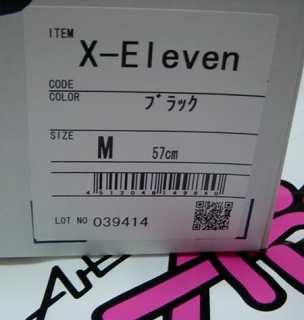 ITEM
X-Eleven
CODE
COLOR ブラック
SIZE M 57cm
LOT NO 039414